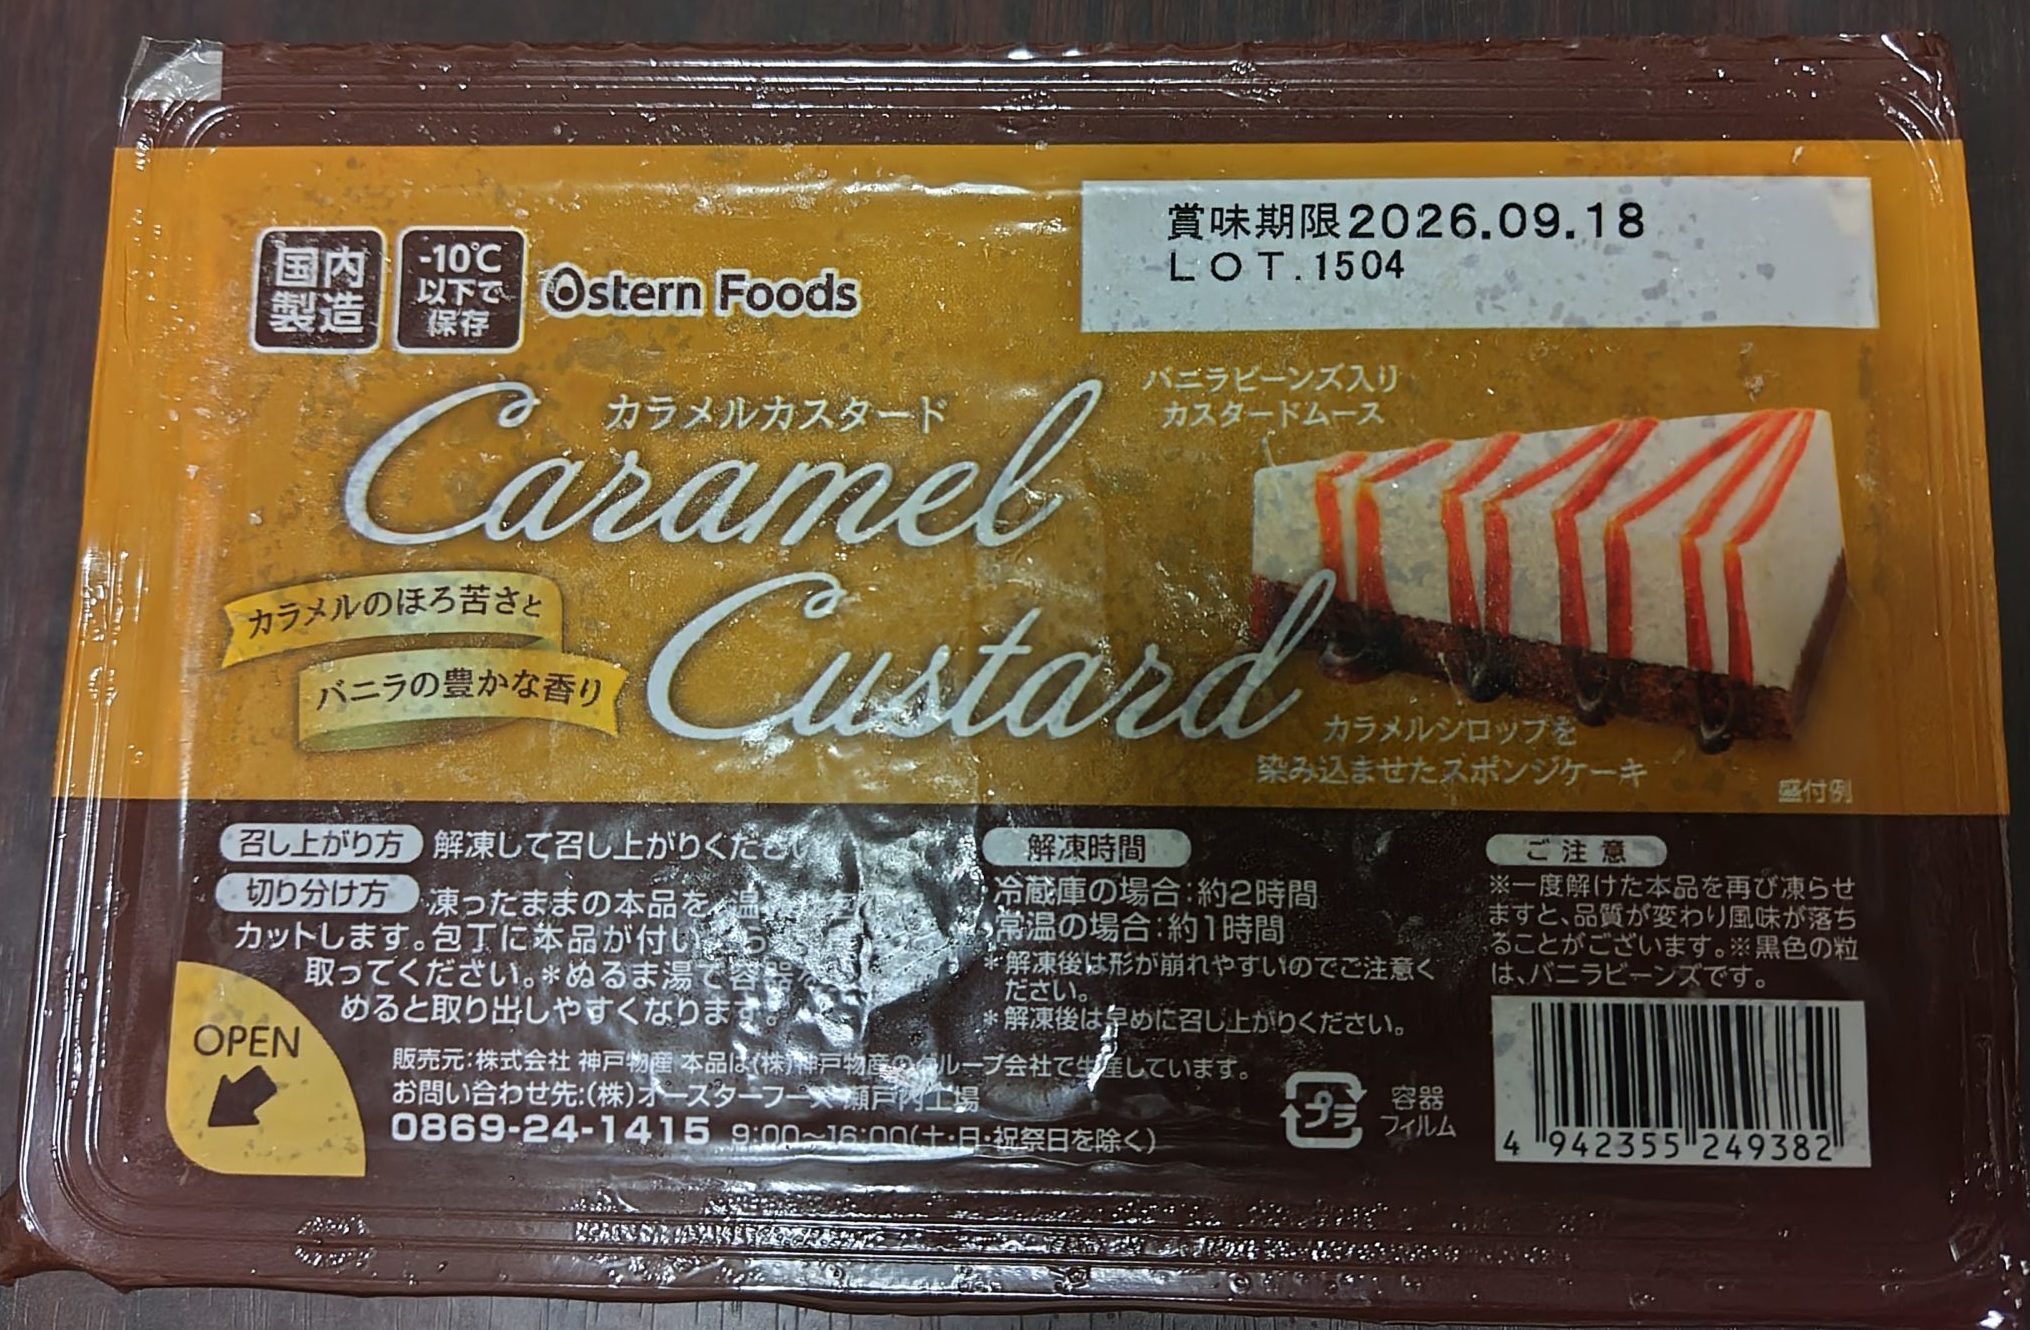 賞味期限2026.09.18
LOT.1504
国内
製造
-10℃
以下で
保存
Ostern Foods
カラメルカスタード
Caramel
Custard
バニラビーンズ入り
カスタードムース
カラメルのほろ苦さと
バニラの豊かな香り
カラメルシロップを
染み込ませたスポンジケーキ
盛付例
召し上がり方 解凍して召し上がりくださ
切り分け方 凍ったままの本品を、温
カットします。包丁に本品が付い
取ってください。*ぬるま湯で容器
めると取り出しやすくなります。
解凍時間
冷蔵庫の場合:約2時間
常温の場合:約1時間
*解凍後は形が崩れやすいのでご注意く
ださい。
*解凍後は早めに召し上がりください。
ご注意
※一度解けた本品を再び凍らせ
ますと、品質が変わり風味が落ち
ることがございます。※黒色の粒
は、バニラビーンズです。
OPEN
販売元:株式会社 神戸物産 本品は(株)神戸物産のグループ会社で生産しています。
お問い合わせ先:(株)オースターフーズ 瀬戸内工場
0869-24-1415 9:00~16:00(土・日・祝祭日を除く)
プラ
容器
フィルム
4 942355 249382